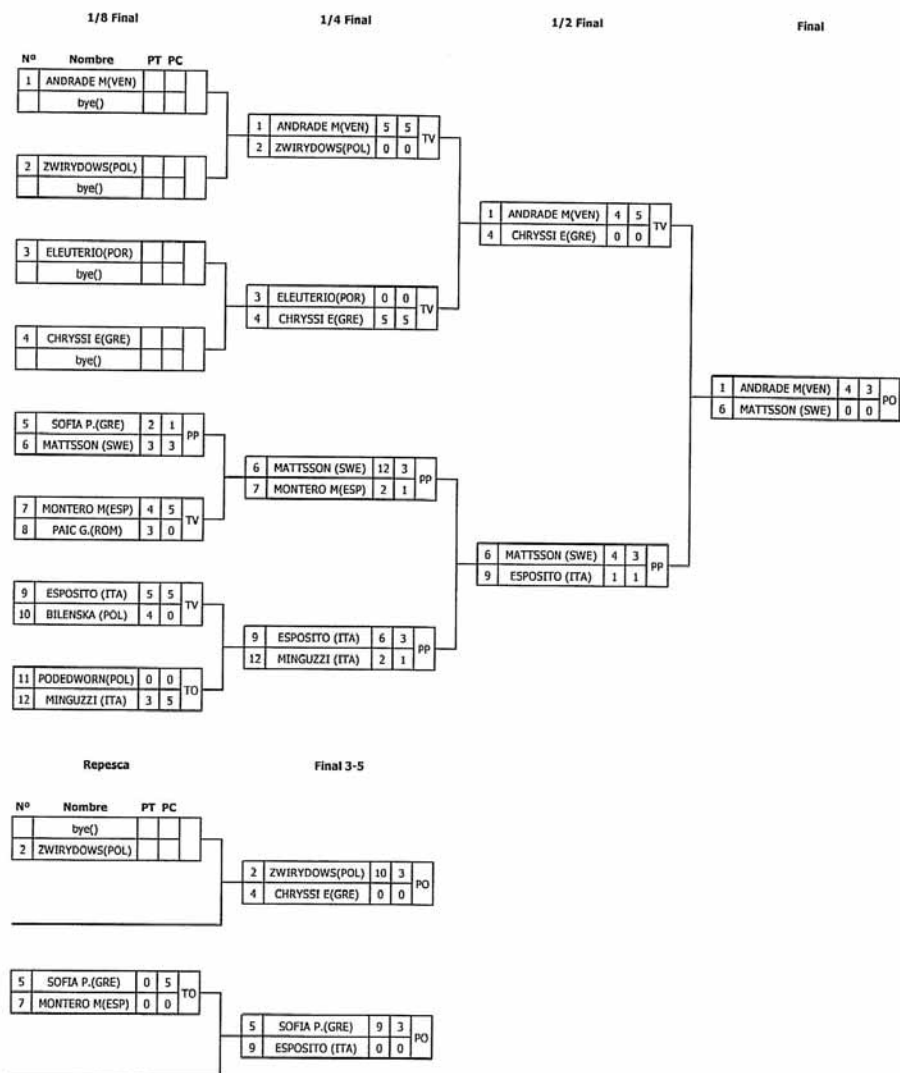 1/8 Final
1/4 Final
1/2 Final
Final
Nº Nombre PT PC
1 ANDRADE M(VEN)
bye()
2 ZWIRYDOWS(POL)
bye()
3 ELEUTERIO(POR)
bye()
4 CHRYSSI E(GRE)
bye()
5 SOFIA P.(GRE) 2 1 PP
6 MATTSSON (SWE) 3 3
7 MONTERO M(ESP) 4 5 TV
8 PAIC G.(ROM) 3 0
9 ESPOSITO (ITA) 5 5 TV
10 BILENSKA (POL) 4 0
11 PODEDWORN(POL) 0 0 TO
12 MINGUZZI (ITA) 3 5
1 ANDRADE M(VEN) 5 5 TV
2 ZWIRYDOWS(POL) 0 0
3 ELEUTERIO(POR) 0 0 TV
4 CHRYSSI E(GRE) 5 5
6 MATTSSON (SWE) 12 3 PP
7 MONTERO M(ESP) 2 1
9 ESPOSITO (ITA) 6 3 PP
12 MINGUZZI (ITA) 2 1
1 ANDRADE M(VEN) 4 5 TV
4 CHRYSSI E(GRE) 0 0
6 MATTSSON (SWE) 4 3 PP
9 ESPOSITO (ITA) 1 1
1 ANDRADE M(VEN) 4 3 PO
6 MATTSSON (SWE) 0 0
Repesca
Final 3-5
Nº Nombre PT PC
bye()
2 ZWIRYDOWS(POL)
5 SOFIA P.(GRE) 0 5 TO
7 MONTERO M(ESP) 0 0
2 ZWIRYDOWS(POL) 10 3 PO
4 CHRYSSI E(GRE) 0 0
5 SOFIA P.(GRE) 9 3 PO
9 ESPOSITO (ITA) 0 0